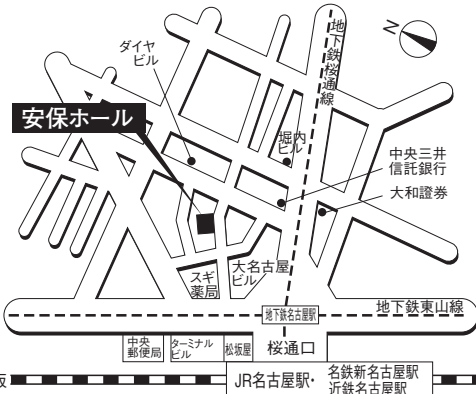 N
地下鉄桜通線
ダイヤ
ビル
安保ホール
堀内
ビル
中央三井
信託銀行
大和證券
スギ
薬局
大名古屋
ビル
地下鉄名古屋駅
地下鉄東山線
中央
郵便局
ターミナル
ビル
松坂屋
桜通口
阪
JR名古屋駅・
名鉄新名古屋駅
近鉄名古屋駅